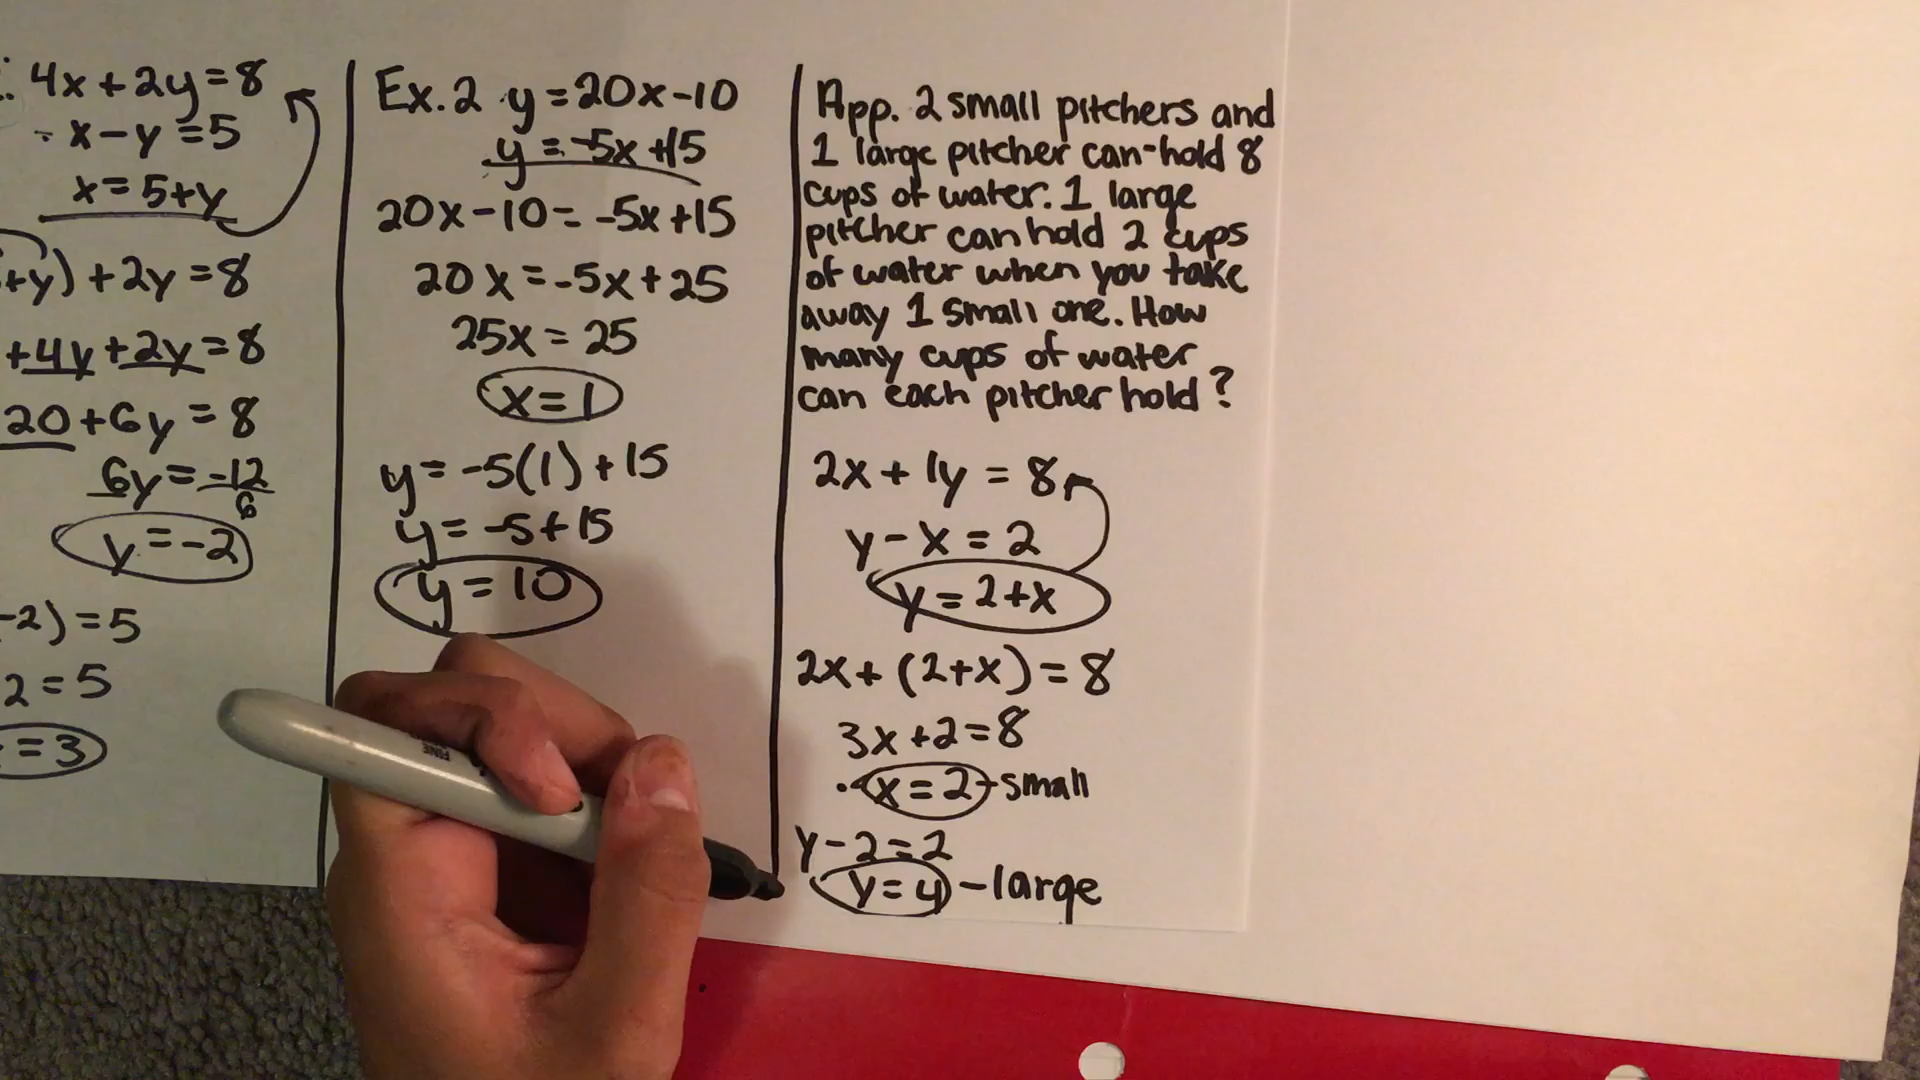 4x+2y=8
-x-y=5
x=5+y
+y)+2y=8
+4y+2y=8
20+6y=8
6y=-12
6
y=-2
-2)=5
2=5
=3
Ex. 2 y=20x-10
y=-5x+15
20x-10=-5x+15
20x=-5x+25
25x=25
x=1
y=-5(1)+15
y=-5+15
y=10
App. 2 small pitchers and
1 large pitcher can-hold 8
cups of water. 1 large
pitcher can hold 2 cups
of water when you take
away 1 small one. How
many cups of water
can each pitcher hold?
2x+1y=8
y-x=2
y=2+x
2x+(2+x)=8
3x+2=8
x=2-small
y-2=2
y=4-large
FINE